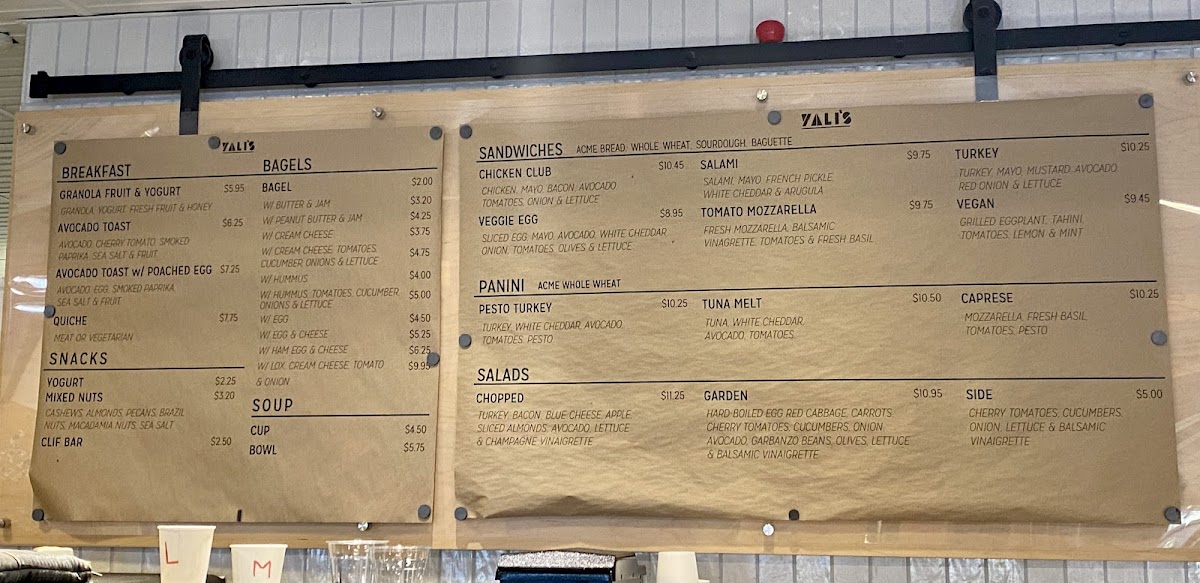 YALI'S
BREAKFAST
GRANOLA FRUIT & YOGURT $5.95
GRANOLA, YOGURT, FRESH FRUIT & HONEY
AVOCADO TOAST $6.25
AVOCADO, CHERRY TOMATO, SMOKED
PAPRIKA, SEA SALT & FRUIT
AVOCADO TOAST w/ POACHED EGG $7.25
AVOCADO, EGG, SMOKED PAPRIKA,
SEA SALT & FRUIT
QUICHE $7.75
MEAT OR VEGETARIAN
SNACKS
YOGURT $2.25
MIXED NUTS $3.20
CASHEWS, ALMONDS, PECANS, BRAZIL
NUTS, MACADAMIA NUTS, SEA SALT
CLIF BAR $2.50
BAGELS
BAGEL $2.00
W/ BUTTER & JAM $3.20
W/ PEANUT BUTTER & JAM $4.25
W/ CREAM CHEESE $3.75
W/ CREAM CHEESE, TOMATOES,
CUCUMBER, ONIONS & LETTUCE $4.75
W/ HUMMUS $4.00
W/ HUMMUS, TOMATOES, CUCUMBER,
ONIONS & LETTUCE $5.00
W/ EGG $4.50
W/ EGG & CHEESE $5.25
W/ HAM EGG & CHEESE $6.25
W/ LOX, CREAM CHEESE, TOMATO $9.95
& ONION
SOUP
CUP $4.50
BOWL $5.75
YALI'S
SANDWICHES ACME BREAD: WHOLE WHEAT, SOURDOUGH, BAGUETTE
CHICKEN CLUB $10.45
CHICKEN, MAYO, BACON, AVOCADO
TOMATOES, ONION & LETTUCE
VEGGIE EGG $8.95
SLICED EGG, MAYO, AVOCADO, WHITE CHEDDAR
ONION, TOMATOES, OLIVES & LETTUCE
SALAMI $9.75
SALAMI, MAYO, FRENCH PICKLE,
WHITE CHEDDAR & ARUGULA
TOMATO MOZZARELLA $9.75
FRESH MOZZARELLA, BALSAMIC
VINAIGRETTE, TOMATOES & FRESH BASIL
TURKEY $10.25
TURKEY, MAYO, MUSTARD, AVOCADO
RED ONION & LETTUCE
VEGAN $9.45
GRILLED EGGPLANT, TAHINI,
TOMATOES, LEMON & MINT
PANINI ACME WHOLE WHEAT
PESTO TURKEY $10.25
TURKEY, WHITE CHEDDAR, AVOCADO,
TOMATOES, PESTO
TUNA MELT $10.50
TUNA, WHITE CHEDDAR,
AVOCADO, TOMATOES,
CAPRESE $10.25
MOZZARELLA, FRESH BASIL,
TOMATOES, PESTO
SALADS
CHOPPED $11.25
TURKEY, BACON, BLUE CHEESE, APPLE,
SLICED ALMONDS, AVOCADO, LETTUCE
& CHAMPAGNE VINAIGRETTE
GARDEN $10.95
HARD-BOILED EGG RED CABBAGE, CARROTS,
CHERRY TOMATOES, CUCUMBERS, ONION
AVOCADO, GARBANZO BEANS, OLIVES, LETTUCE
& BALSAMIC VINAIGRETTE
SIDE $5.00
CHERRY TOMATOES, CUCUMBERS,
ONION, LETTUCE & BALSAMIC
VINAIGRETTE
L
M